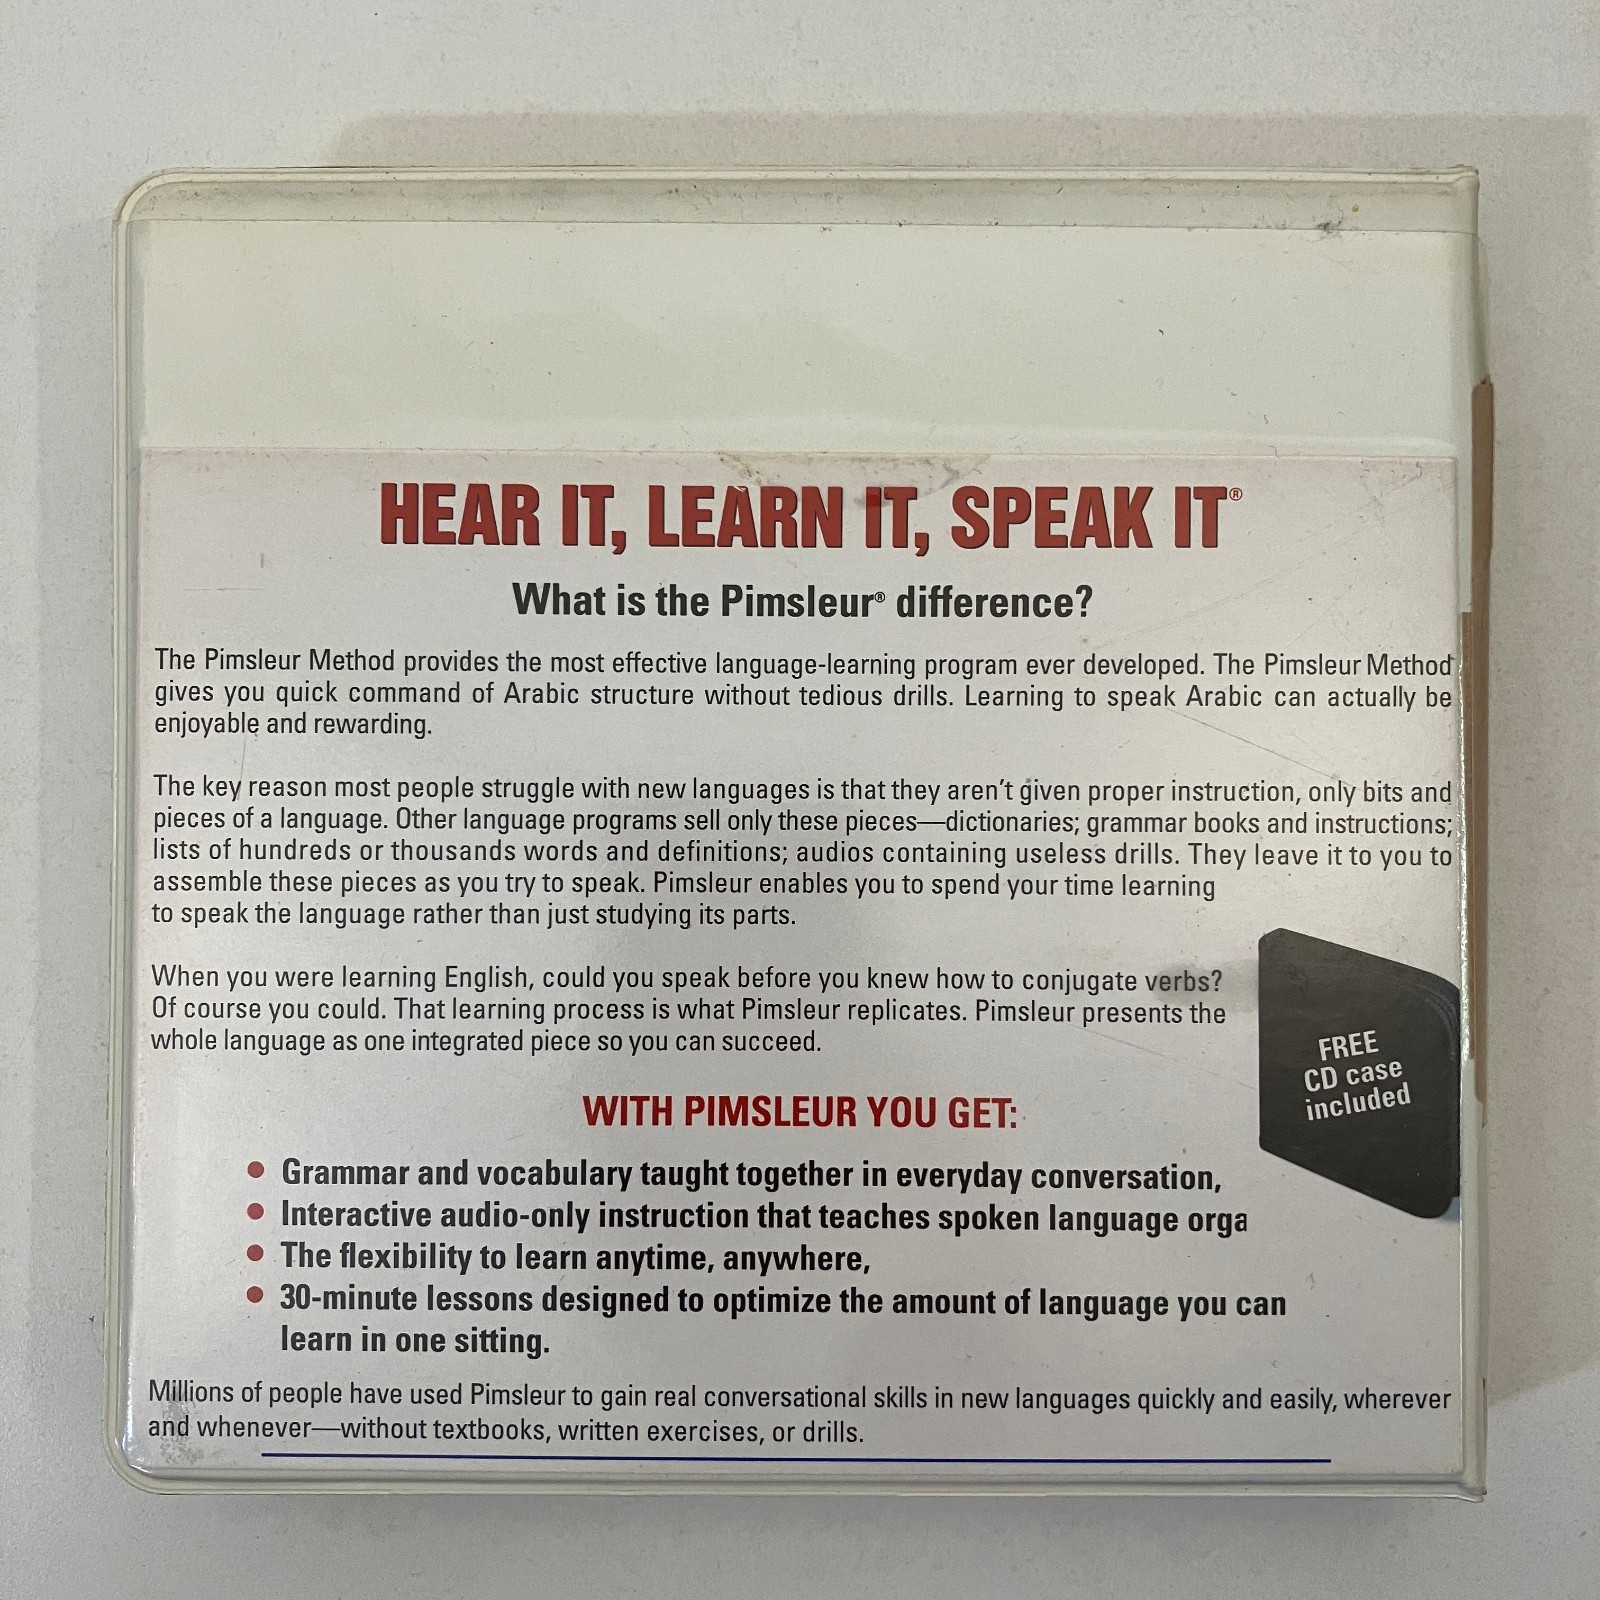 HEAR IT, LEARN IT, SPEAK IT®
What is the Pimsleur® difference?
The Pimsleur Method provides the most effective language-learning program ever developed. The Pimsleur Method
gives you quick command of Arabic structure without tedious drills. Learning to speak Arabic can actually be
enjoyable and rewarding.
The key reason most people struggle with new languages is that they aren't given proper instruction, only bits and
pieces of a language. Other language programs sell only these pieces—dictionaries; grammar books and instructions;
lists of hundreds or thousands words and definitions; audios containing useless drills. They leave it to you to
assemble these pieces as you try to speak. Pimsleur enables you to spend your time learning
to speak the language rather than just studying its parts.
When you were learning English, could you speak before you knew how to conjugate verbs?
Of course you could. That learning process is what Pimsleur replicates. Pimsleur presents the
whole language as one integrated piece so you can succeed.
FREE
CD case
included
WITH PIMSLEUR YOU GET:
• Grammar and vocabulary taught together in everyday conversation,
• Interactive audio-only instruction that teaches spoken language orga
• The flexibility to learn anytime, anywhere,
• 30-minute lessons designed to optimize the amount of language you can
learn in one sitting.
Millions of people have used Pimsleur to gain real conversational skills in new languages quickly and easily, wherever
and whenever—without textbooks, written exercises, or drills.